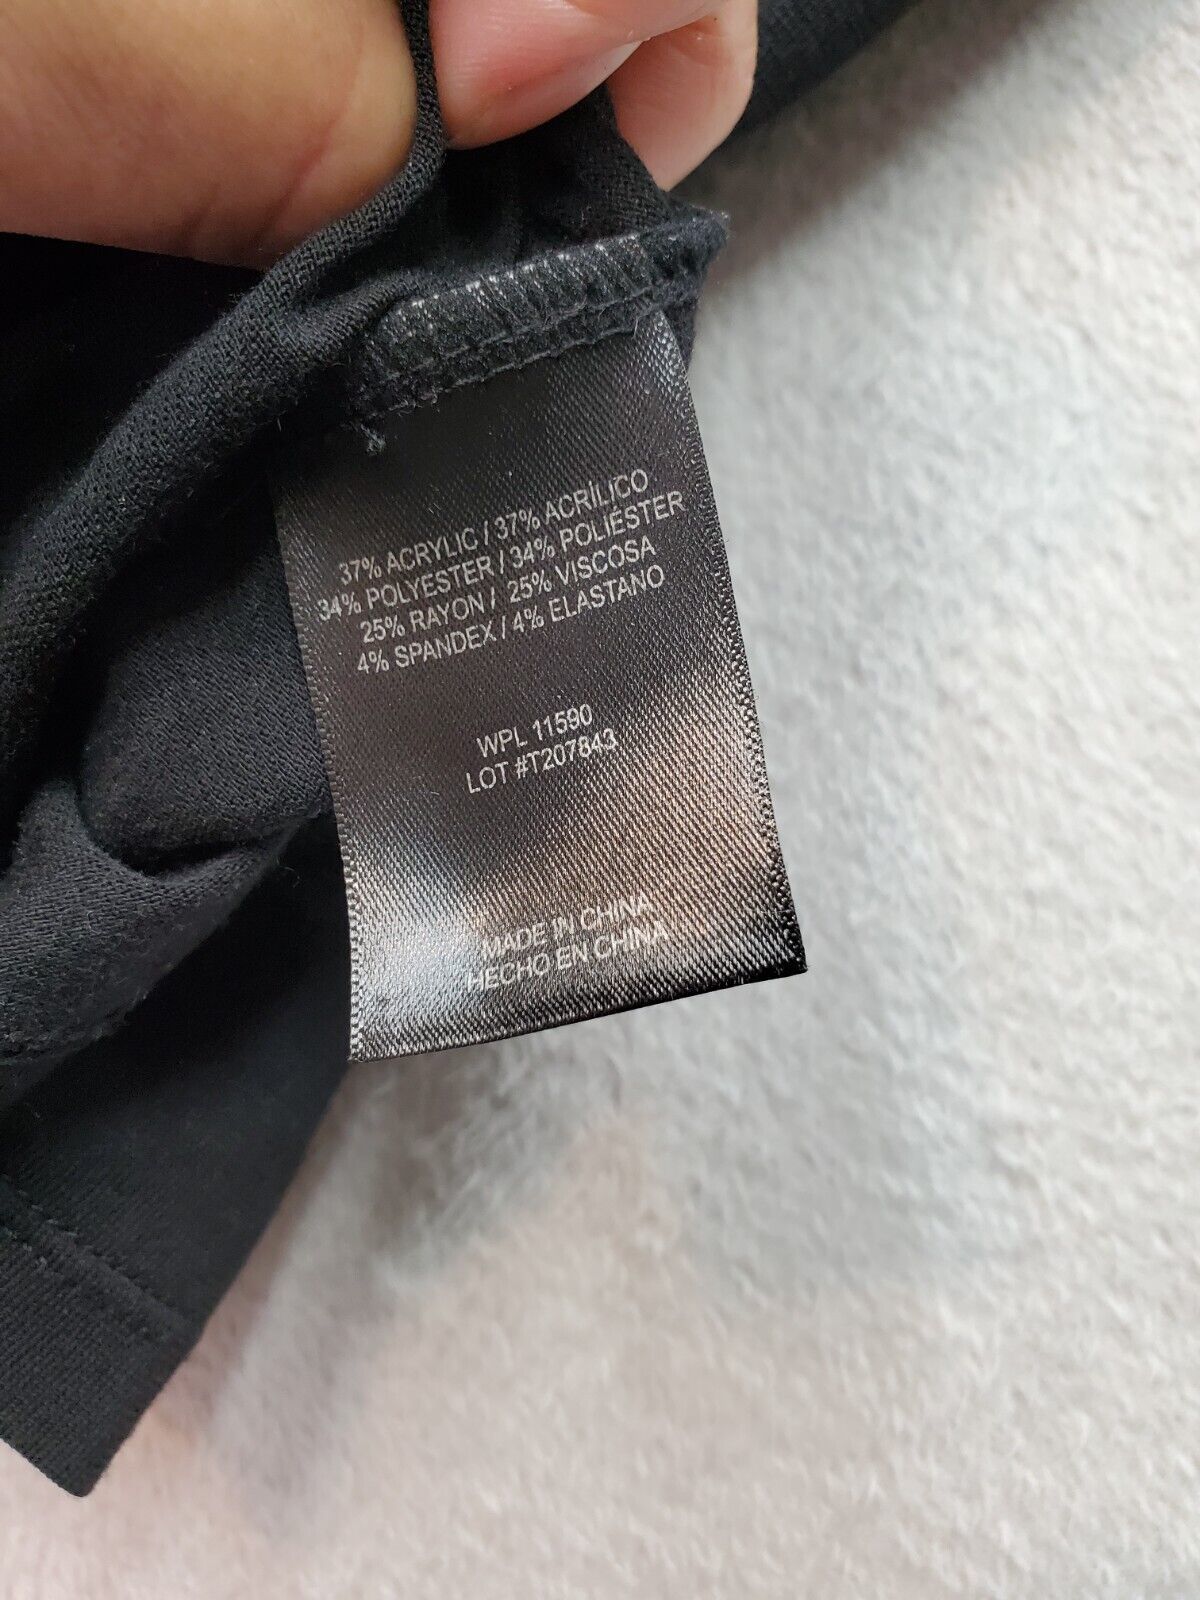 37% ACRYLIC / 37% ACRÍLICO
34% POLYESTER / 34% POLIÉSTER
25% RAYON / 25% VISCOSA
4% SPANDEX / 4% ELASTANO
WPL 11590
LOT #T207843
MADE IN CHINA
HECHO EN CHINA